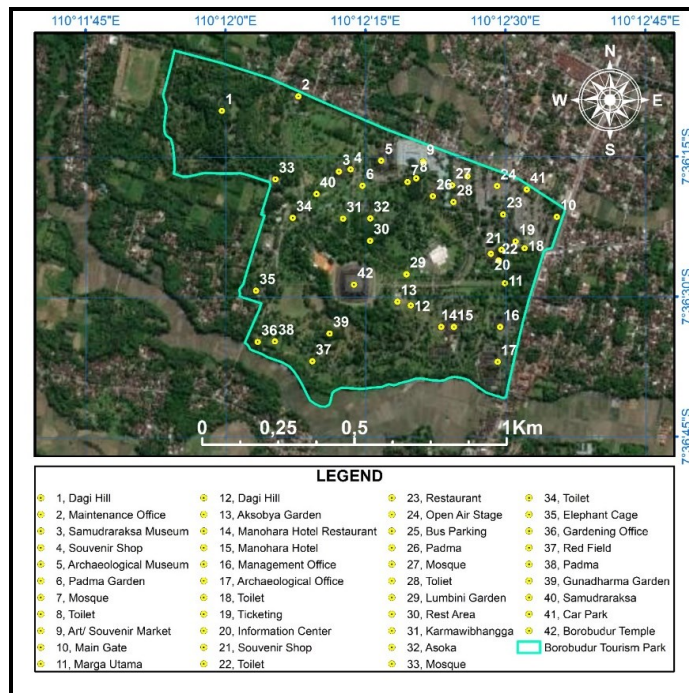 110°11'45"E 110°12'0"E 110°12'15"E 110°12'30"E 110°12'45"E
N
W E
S
7°36'15"S
7°36'30"S
7°36'45"S
1
2
3
4
5
6
7
8
9
10
11
12
13
14
15
16
17
18
19
20
21
22
23
24
26
27
28
29
30
31
32
33
34
35
36
37
38
39
40
41
42
0 0,25 0,5 1Km
LEGEND
1, Dagi Hill
2, Maintenance Office
3, Samudraraksa Museum
4, Souvenir Shop
5, Archaeological Museum
6, Padma Garden
7, Mosque
8, Toilet
9, Art/ Souvenir Market
10, Main Gate
11, Marga Utama
12, Dagi Hill
13, Aksobya Garden
14, Manohara Hotel Restaurant
15, Manohara Hotel
16, Management Office
17, Archaeological Office
18, Toilet
19, Ticketing
20, Information Center
21, Souvenir Shop
22, Toilet
23, Restaurant
24, Open Air Stage
25, Bus Parking
26, Padma
27, Mosque
28, Toliet
29, Lumbini Garden
30, Rest Area
31, Karmawibhangga
32, Asoka
33, Mosque
34, Toilet
35, Elephant Cage
36, Gardening Office
37, Red Field
38, Padma
39, Gunadharma Garden
40, Samudraraksa
41, Car Park
42, Borobudur Temple
Borobudur Tourism Park